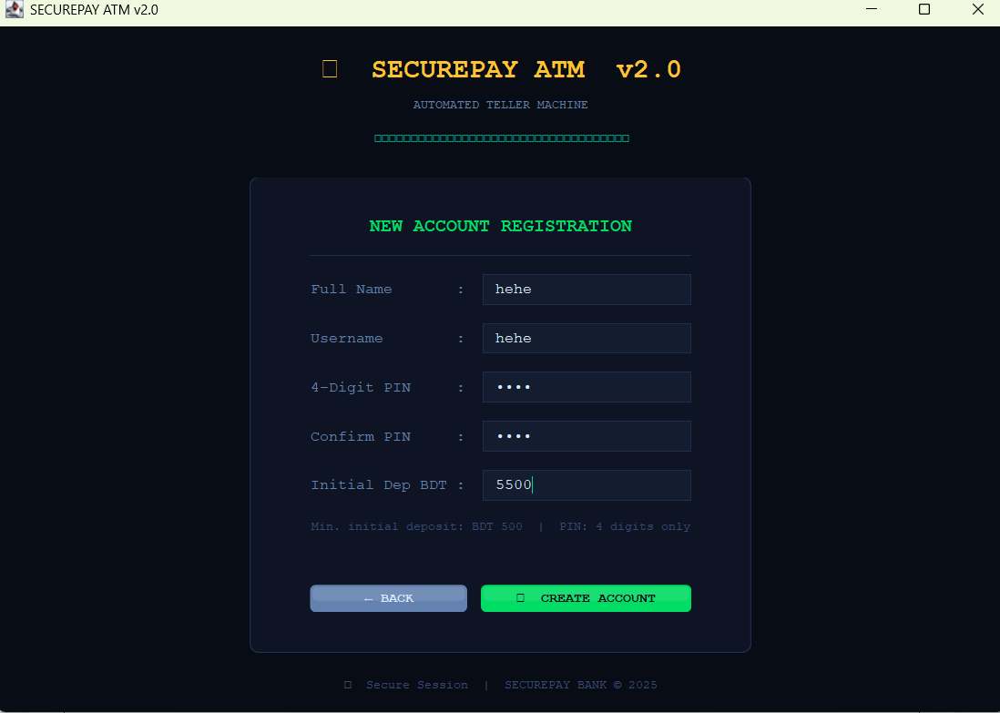 SECUREPAY ATM v2.0
□ SECUREPAY ATM v2.0
AUTOMATED TELLER MACHINE
□□□□□□□□□□□□□□□□□□□□□□□□□□□□□□□□□□□
NEW ACCOUNT REGISTRATION
Full Name : hehe
Username : hehe
4-Digit PIN : ••••
Confirm PIN : ••••
Initial Dep BDT : 5500
Min. initial deposit: BDT 500 | PIN: 4 digits only
← BACK □ CREATE ACCOUNT
□ Secure Session | SECUREPAY BANK © 2025